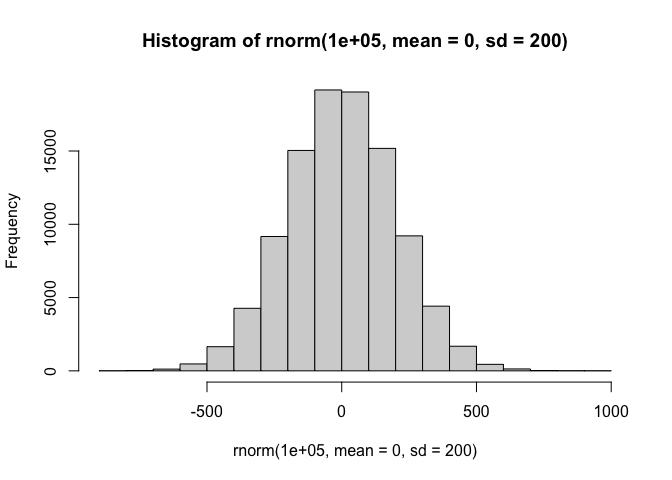 Histogram of rnorm(1e+05, mean = 0, sd = 200)
Frequency
15000
10000
5000
0
-500 0 500 1000
rnorm(1e+05, mean = 0, sd = 200)